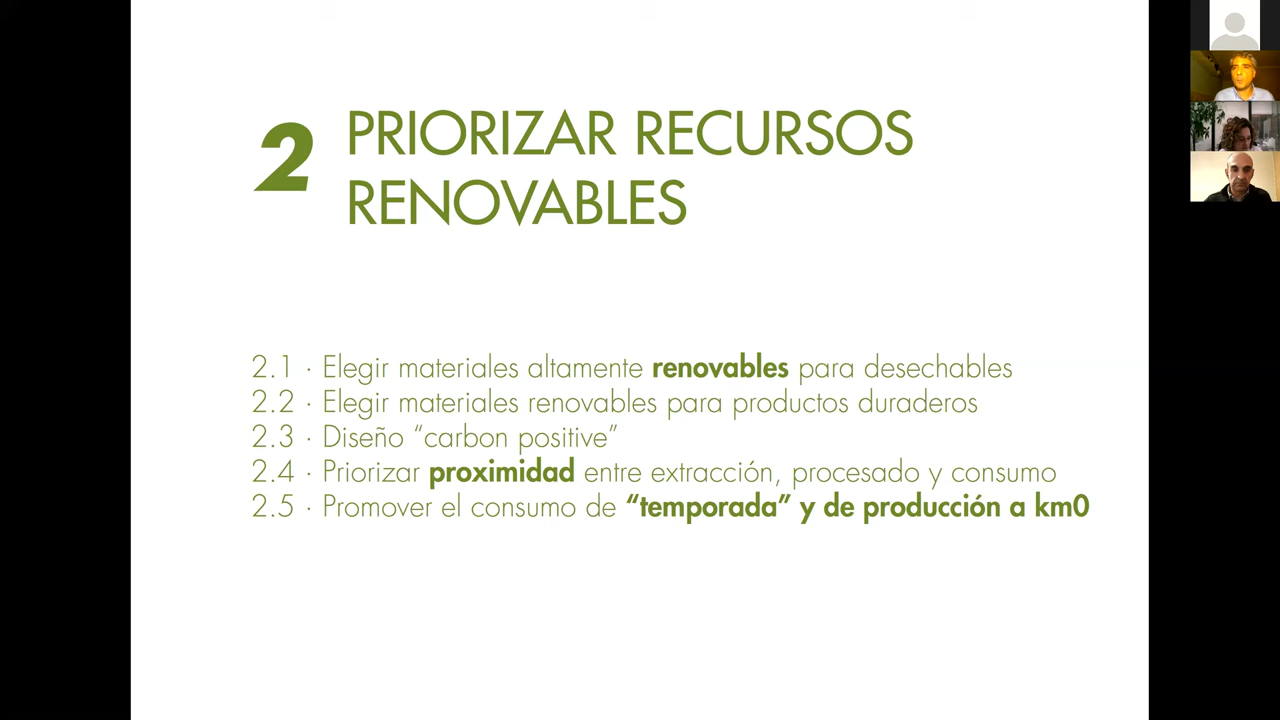 2 PRIORIZAR RECURSOS
RENOVABLES
2.1 · Elegir materiales altamente renovables para desechables
2.2 · Elegir materiales renovables para productos duraderos
2.3 · Diseño “carbon positive”
2.4 · Priorizar proximidad entre extracción, procesado y consumo
2.5 · Promover el consumo de “temporada” y de producción a km0